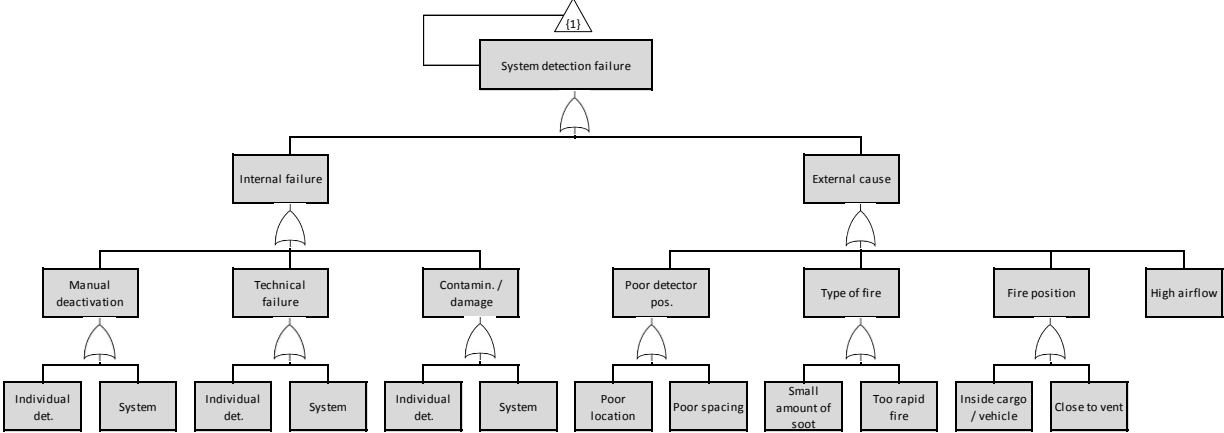 {1}
System detection failure
Internal failure
External cause
Manual
deactivation
Technical
failure
Contamin. /
damage
Poor detector
pos.
Type of fire
Fire position
High airflow
Individual
det.
System
Individual
det.
System
Individual
det.
System
Poor
location
Poor spacing
Small
amount of
soot
Too rapid
fire
Inside cargo
/ vehicle
Close to vent